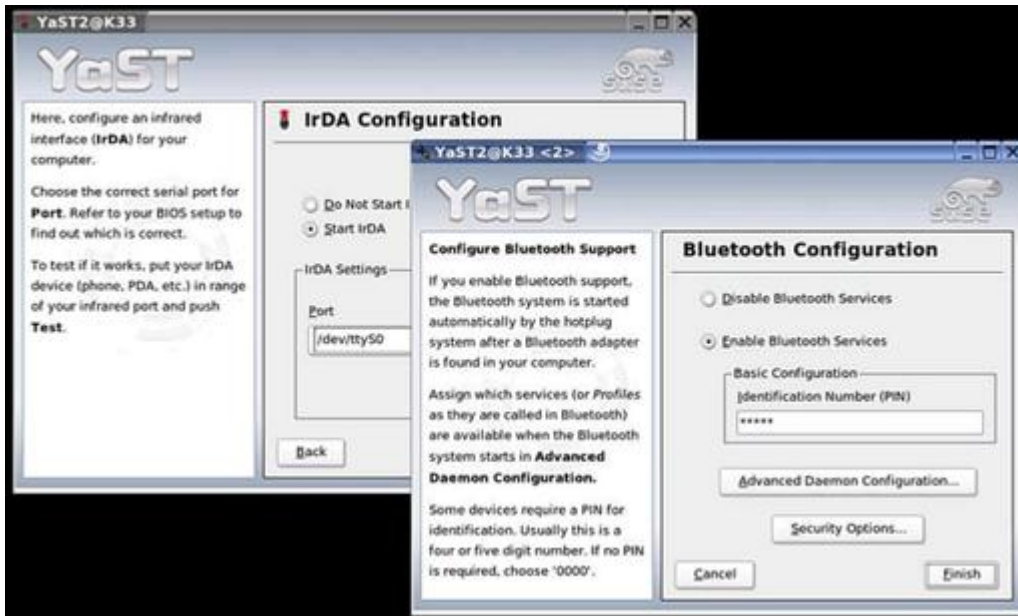 YaST2@K33
YaST
SUSE
Here, configure an infrared
interface (IrDA) for your
computer.
Choose the correct serial port for
Port. Refer to your BIOS setup to
find out which is correct.
To test if it works, put your IrDA
device (phone, PDA, etc.) in range
of your infrared port and push
Test.
IrDA Configuration
Do Not Start I
Start IrDA
IrDA Settings
Port
/dev/ttyS0
Back
YaST2@K33 <2>
YaST
SUSE
Configure Bluetooth Support
If you enable Bluetooth support,
the Bluetooth system is started
automatically by the hotplug
system after a Bluetooth adapter
is found in your computer.
Assign which services (or Profiles
as they are called in Bluetooth)
are available when the Bluetooth
system starts in Advanced
Daemon Configuration.
Some devices require a PIN for
identification. Usually this is a
four or five digit number. If no PIN
is required, choose '0000'.
Bluetooth Configuration
Disable Bluetooth Services
Enable Bluetooth Services
Basic Configuration
Identification Number (PIN)
*****
Advanced Daemon Configuration...
Security Options...
Cancel
Finish